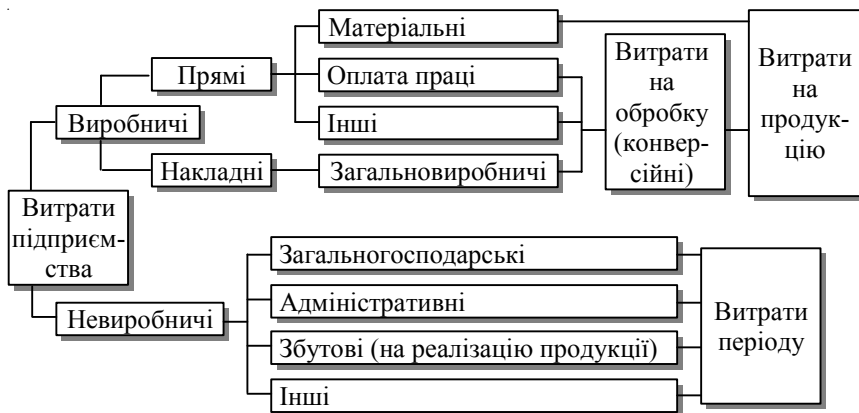 Матеріальні
Прямі
Оплата праці
Інші
Виробничі
Накладні
Загальновиробничі
Витрати
на
обробку
(конвер-
сійні)
Витрати
на
продук-
цію
Витрати
підприєм-
ства
Невиробничі
Загальногосподарські
Адміністративні
Збутові (на реалізацію продукції)
Інші
Витрати
періоду